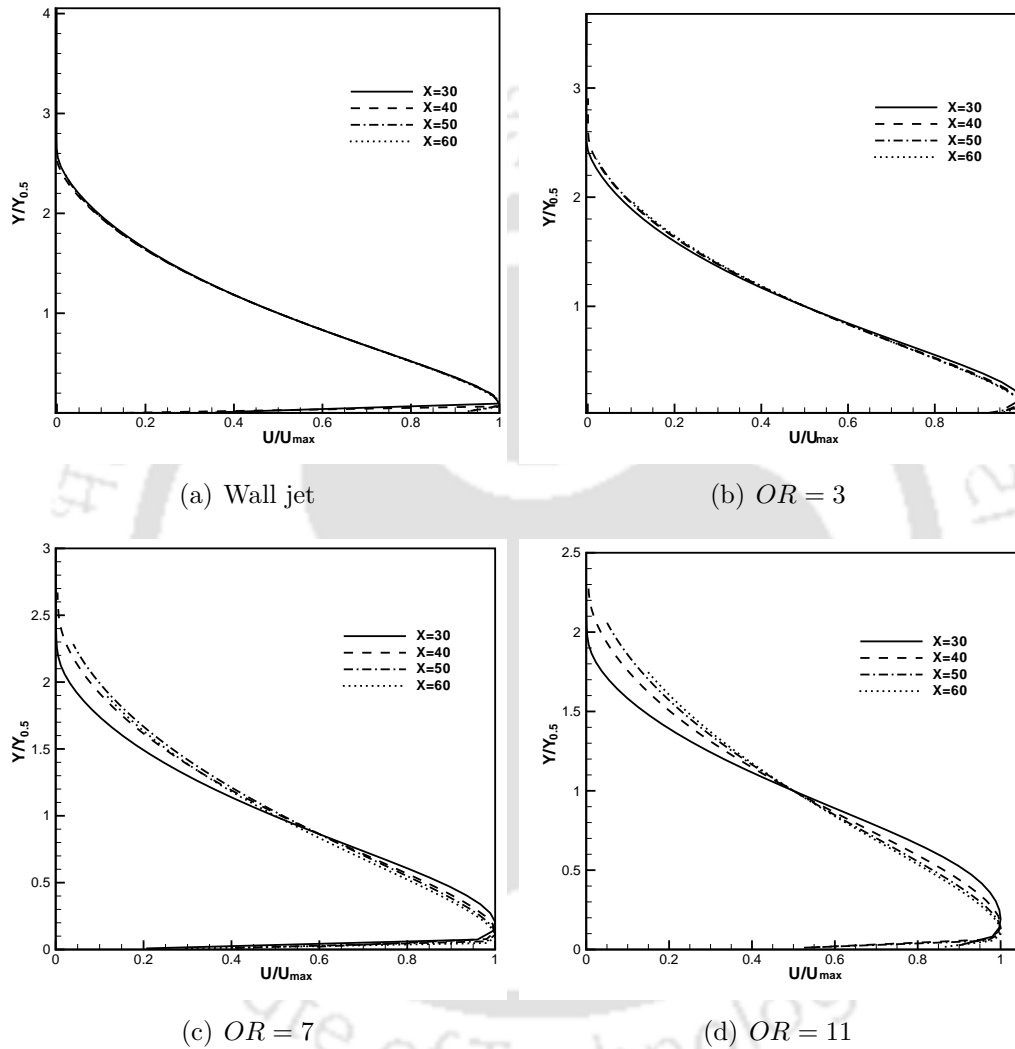 4
3
2
1
0
Y/Y0.5
X=30
X=40
X=50
X=60
0 0.2 0.4 0.6 0.8 1
U/Umax
(a) Wall jet
3
2
1
Y/Y0.5
X=30
X=40
X=50
X=60
0 0.2 0.4 0.6 0.8
U/Umax
(b) OR = 3
3
2.5
2
1.5
1
0.5
0
Y/Y0.5
X=30
X=40
X=50
X=60
0 0.2 0.4 0.6 0.8 1
U/Umax
(c) OR = 7
2.5
2
1.5
1
0.5
0
Y/Y0.5
X=30
X=40
X=50
X=60
0 0.2 0.4 0.6 0.8 1
U/Umax
(d) OR = 11